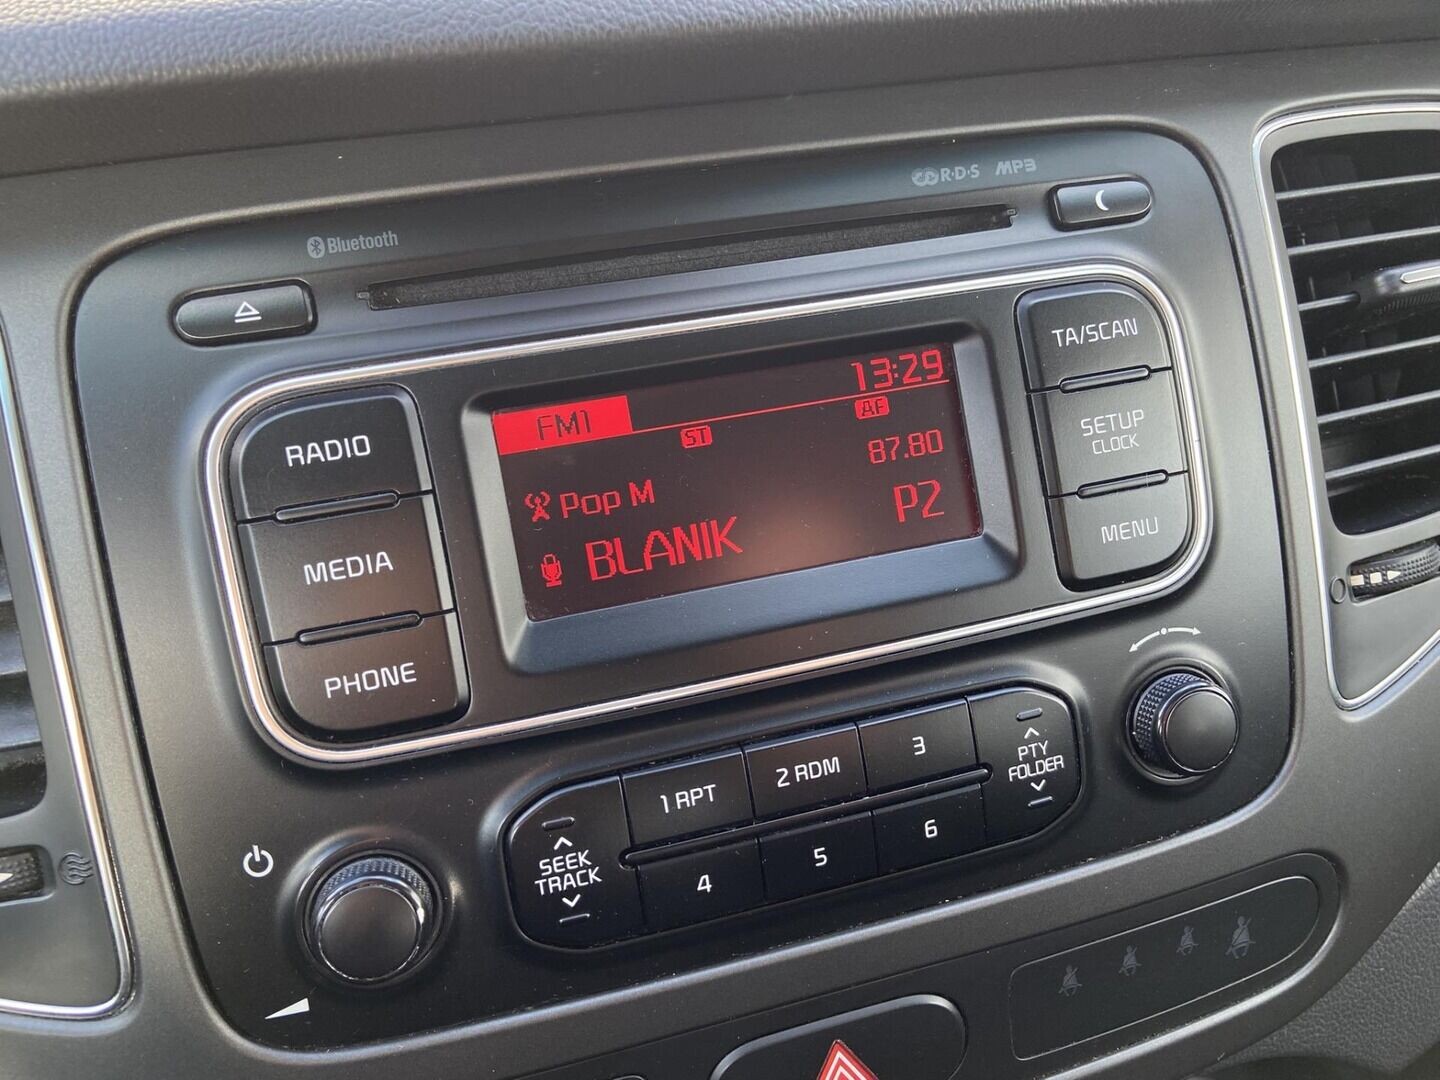 R·D·S MP3
Bluetooth
TA/SCAN
13:29
FM1
AF
ST
RADIO
SETUP
CLOCK
87.80
Pop M
P2
MENU
MEDIA
BLANIK
PHONE
3
PTY
FOLDER
2 RDM
1 RPT
SEEK
TRACK
4
5
6